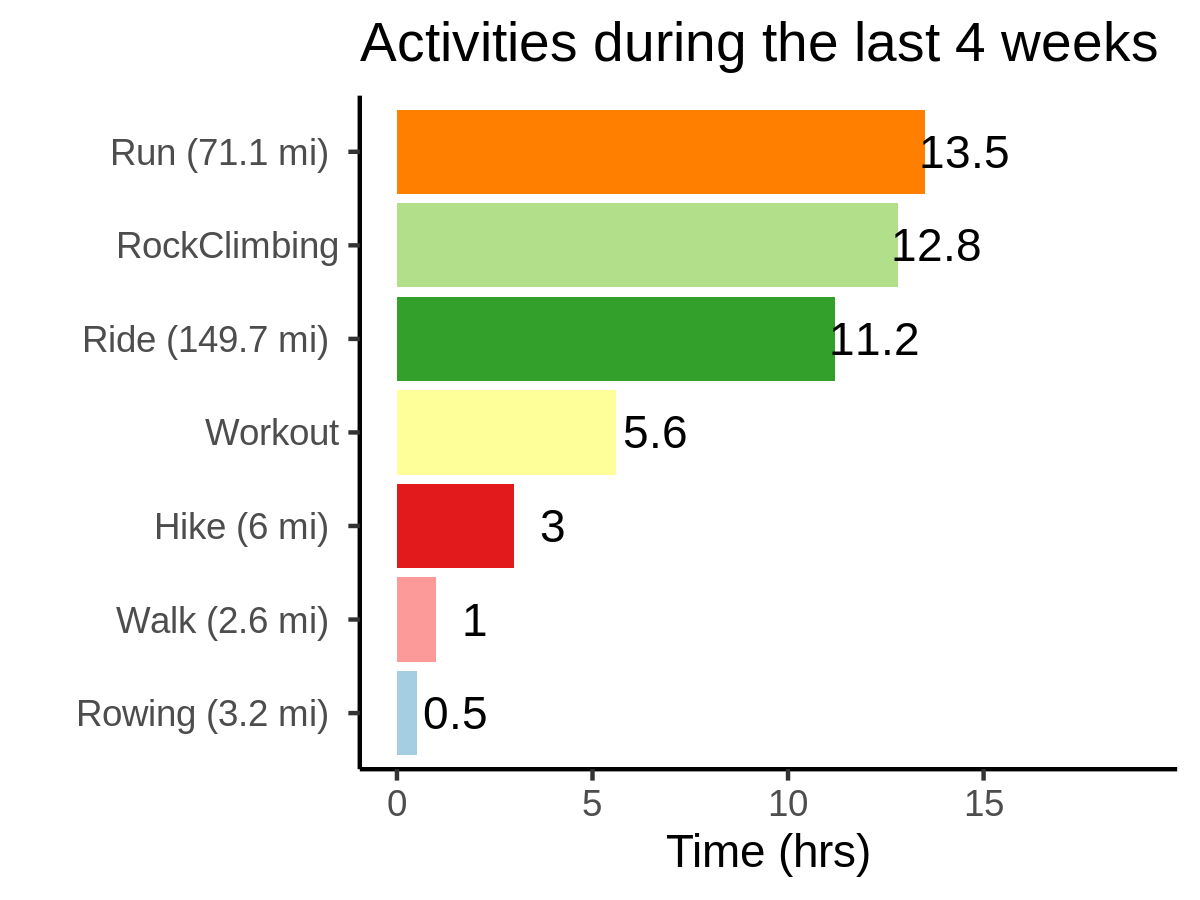 Activities during the last 4 weeks
Run (71.1 mi) 13.5
RockClimbing 12.8
Ride (149.7 mi) 11.2
Workout 5.6
Hike (6 mi) 3
Walk (2.6 mi) 1
Rowing (3.2 mi) 0.5
0 5 10 15
Time (hrs)